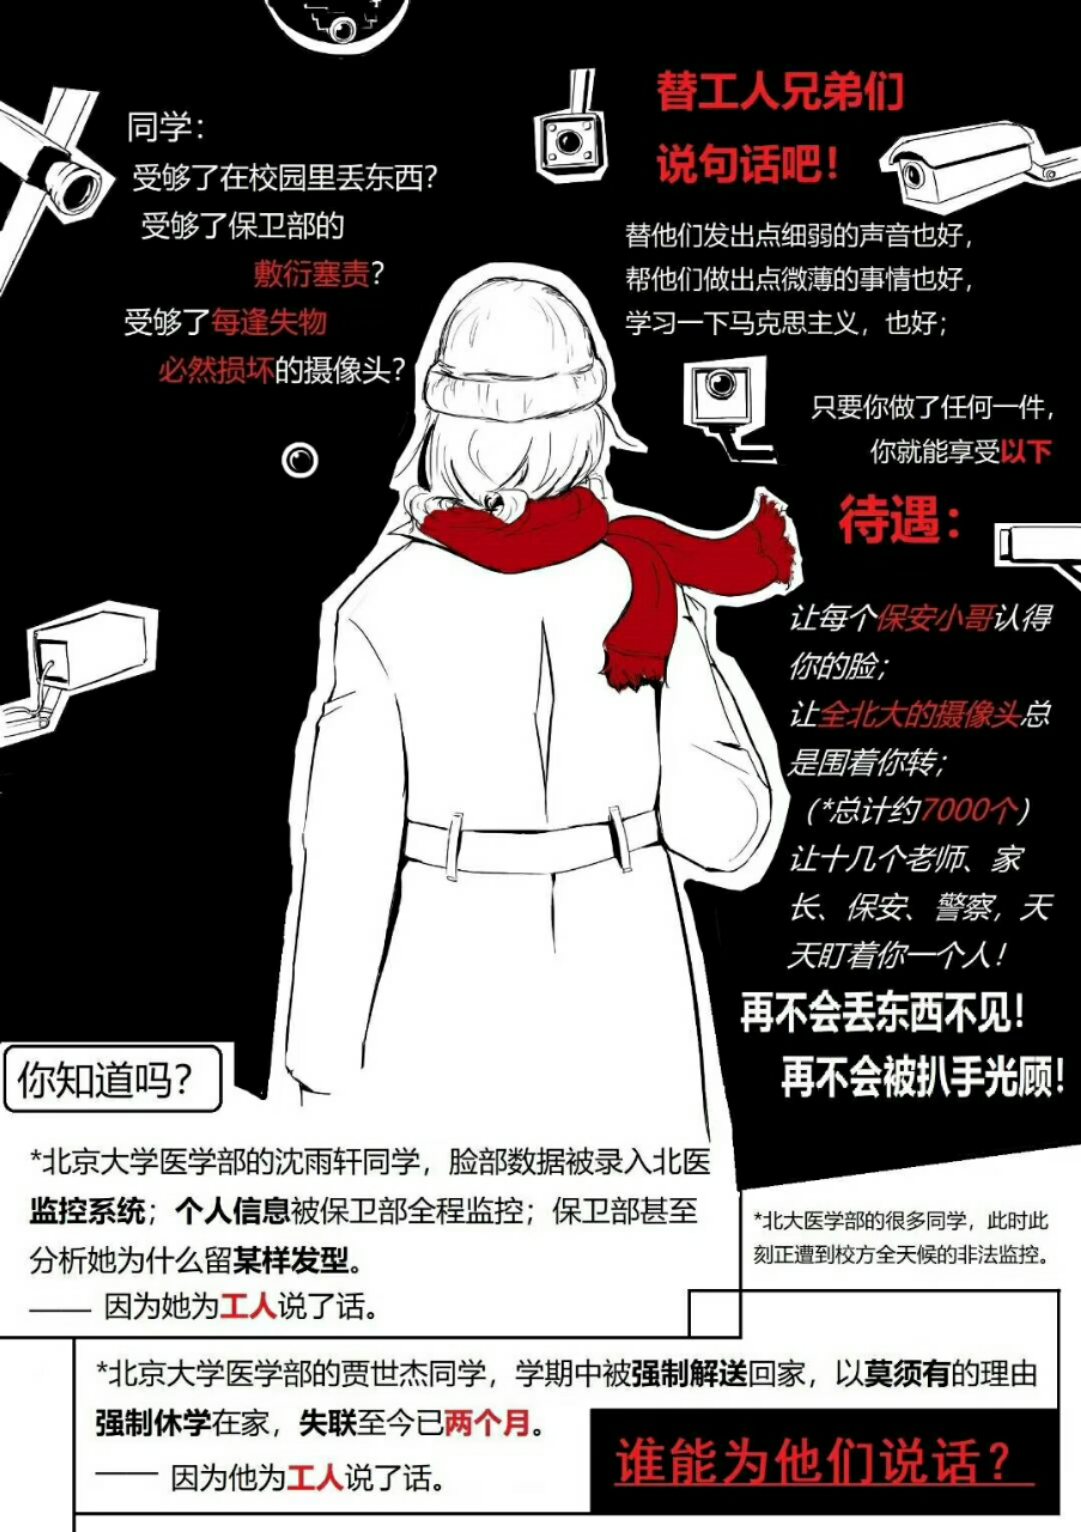 同学：
受够了在校园里丢东西？
受够了保卫部的
敷衍塞责？
受够了每逢失物
必然损坏的摄像头？
替工人兄弟们
说句话吧！
替他们发出点细弱的声音也好，
帮他们做出点微薄的事情也好，
学习一下马克思主义，也好；
只要你做了任何一件，
你就能享受以下
待遇：
让每个保安小哥认得
你的脸；
让全北大的摄像头总
是围着你转；
（*总计约7000个）
让十几个老师、家
长、保安、警察，天
天盯着你一个人！
再不会丢东西不见！
再不会被扒手光顾！
你知道吗？
*北京大学医学部的沈雨轩同学，脸部数据被录入北医
监控系统；个人信息被保卫部全程监控；保卫部甚至
分析她为什么留某样发型。
—— 因为她为工人说了话。
*北大医学部的很多同学，此时此
刻正遭到校方全天候的非法监控。
*北京大学医学部的贾世杰同学，学期中被强制解送回家，以莫须有的理由
强制休学在家，失联至今已两个月。
—— 因为他为工人说了话。
谁能为他们说话？